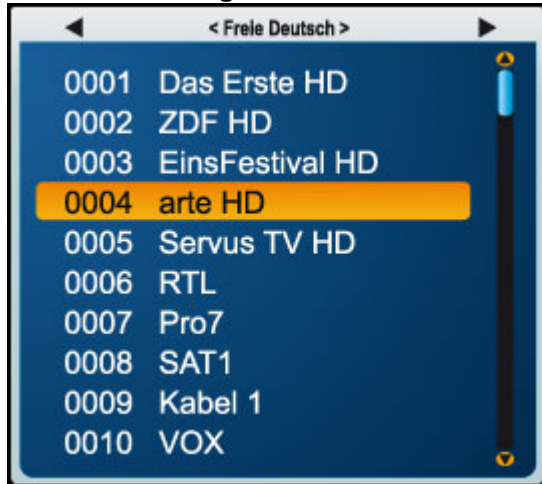 < Freie Deutsch >
0001 Das Erste HD
0002 ZDF HD
0003 EinsFestival HD
0004 arte HD
0005 Servus TV HD
0006 RTL
0007 Pro7
0008 SAT1
0009 Kabel 1
0010 VOX